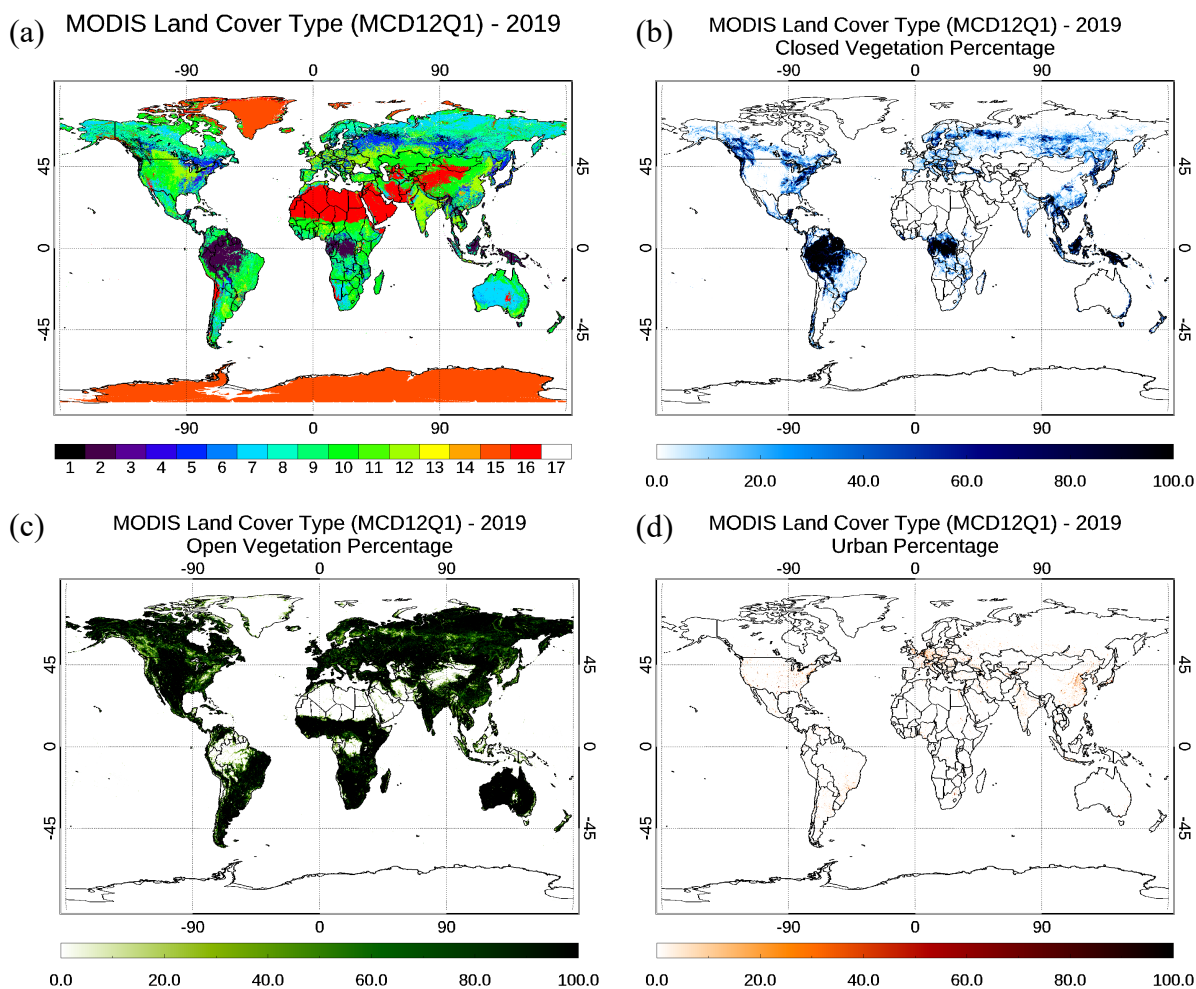 (a) MODIS Land Cover Type (MCD12Q1) - 2019
-90 0 90
45 45
0 0
-45 -45
-90 0 90
1 2 3 4 5 6 7 8 9 10 11 12 13 14 15 16 17
(b) MODIS Land Cover Type (MCD12Q1) - 2019
Closed Vegetation Percentage
-90 0 90
45 45
0 0
-45 -45
-90 0 90
0.0 20.0 40.0 60.0 80.0 100.0
(c) MODIS Land Cover Type (MCD12Q1) - 2019
Open Vegetation Percentage
-90 0 90
45 45
0 0
-45 -45
-90 0 90
0.0 20.0 40.0 60.0 80.0 100.0
(d) MODIS Land Cover Type (MCD12Q1) - 2019
Urban Percentage
-90 0 90
45 45
0 0
-45 -45
-90 0 90
0.0 20.0 40.0 60.0 80.0 100.0